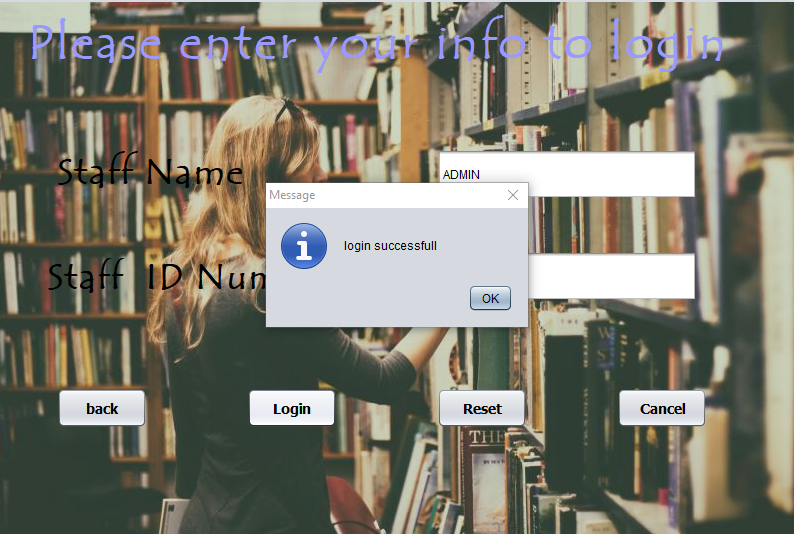 Please enter your info to login
Staff Name
ADMIN
Message
login successfull
Staff ID Num
OK
back
Login
Reset
Cancel
THE